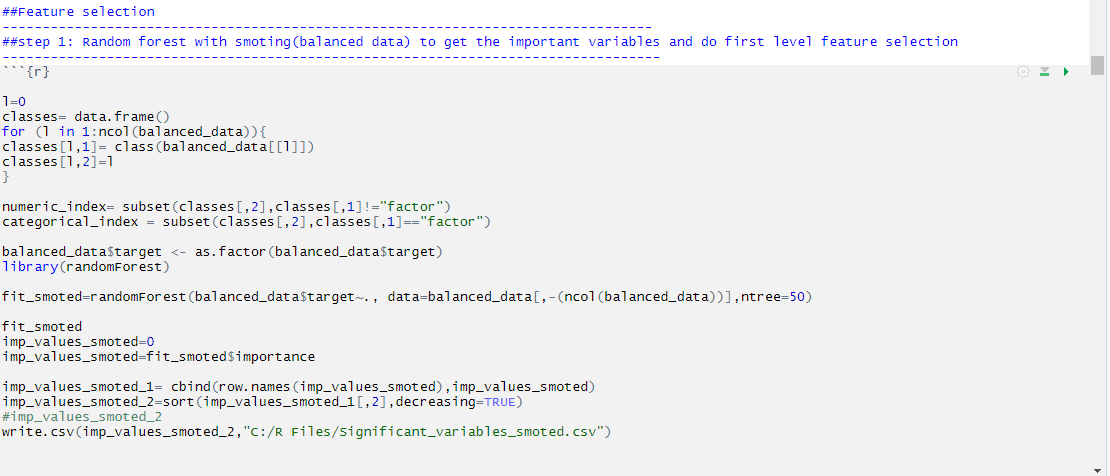 ##Feature selection
---------------------------------------------------------------------------------
##step 1: Random forest with smoting(balanced data) to get the important variables and do first level feature selection
----------------------------------------------------------------------------------
```{r}
l=0
classes= data.frame()
for (l in 1:ncol(balanced_data)){
classes[l,1]= class(balanced_data[[l]])
classes[l,2]=l
}
numeric_index= subset(classes[,2],classes[,1]!="factor")
categorical_index = subset(classes[,2],classes[,1]=="factor")
balanced_data$target <- as.factor(balanced_data$target)
library(randomForest)
fit_smoted=randomForest(balanced_data$target~., data=balanced_data[,-(ncol(balanced_data))],ntree=50)
fit_smoted
imp_values_smoted=0
imp_values_smoted=fit_smoted$importance
imp_values_smoted_1= cbind(row.names(imp_values_smoted),imp_values_smoted)
imp_values_smoted_2=sort(imp_values_smoted_1[,2],decreasing=TRUE)
#imp_values_smoted_2
write.csv(imp_values_smoted_2,"C:/R Files/Significant_variables_smoted.csv")